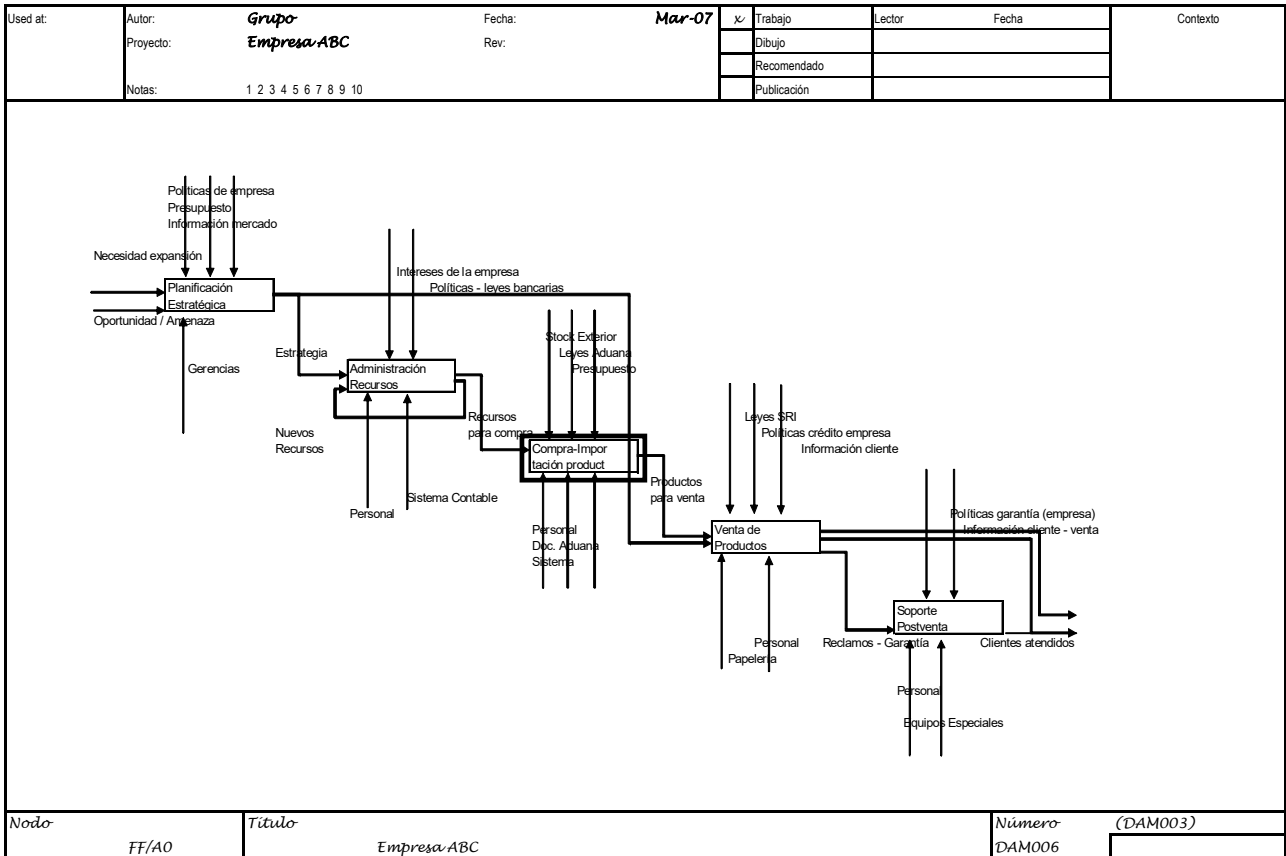 Used at:
Autor: Grupo Fecha: Mar-07 x Trabajo Lector Fecha Contexto
Proyecto: Empresa ABC Rev: Dibujo
Recomendado
Notas: 1 2 3 4 5 6 7 8 9 10 Publicación
Políticas de empresa
Presupuesto
Información mercado
Necesidad expansión
Planificación
Estratégica
Oportunidad / Amenaza
Gerencias
Intereses de la empresa
Políticas - leyes bancarias
Estrategia
Administración
Recursos
Nuevos
Recursos
Personal
Sistema Contable
Stock Exterior
Leyes Aduana
Presupuesto
Recursos
para compra
Compra-Impor
tación product
Personal
Doc. Aduana
Sistema
Productos
para venta
Leyes SRI
Políticas crédito empresa
Información cliente
Venta de
Productos
Personal
Papelería
Políticas garantía (empresa)
Información cliente - venta
Soporte
Postventa
Reclamos - Garantía
Clientes atendidos
Personal
Equipos Especiales
Nodo Título Número (DAM003)
FF/A0 Empresa ABC DAM006